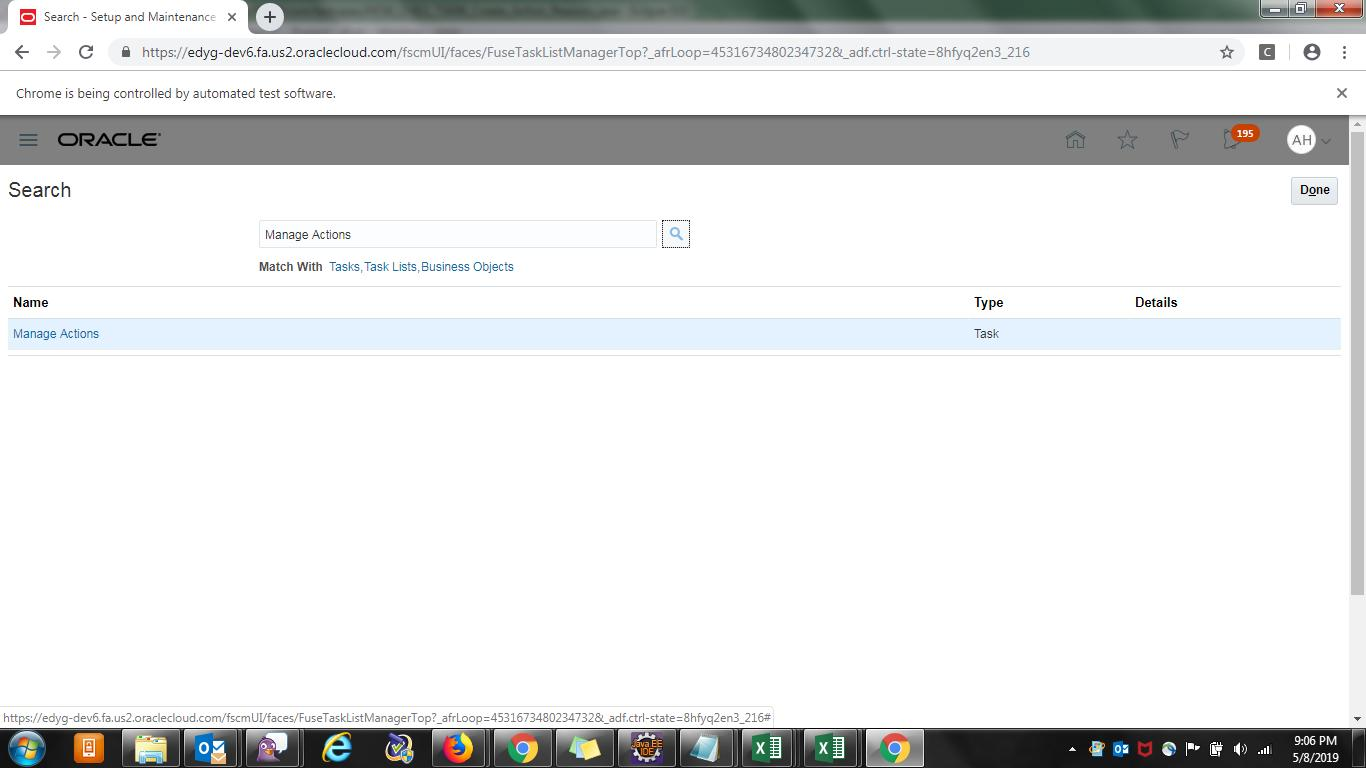 Search - Setup and Maintenance
https://edyg-dev6.fa.us2.oraclecloud.com/fscmUI/faces/FuseTaskListManagerTop?_afrLoop=4531673480234732&_adf.ctrl-state=8hfyq2en3_216
C
Chrome is being controlled by automated test software.
ORACLE
195
AH
Search
Done
Manage Actions
Match With Tasks, Task Lists, Business Objects
Name Type Details
Manage Actions Task
https://edyg-dev6.fa.us2.oraclecloud.com/fscmUI/faces/FuseTaskListManagerTop?_afrLoop=4531673480234732&_adf.ctrl-state=8hfyq2en3_216#
Java EE
IDE
9:06 PM
5/8/2019